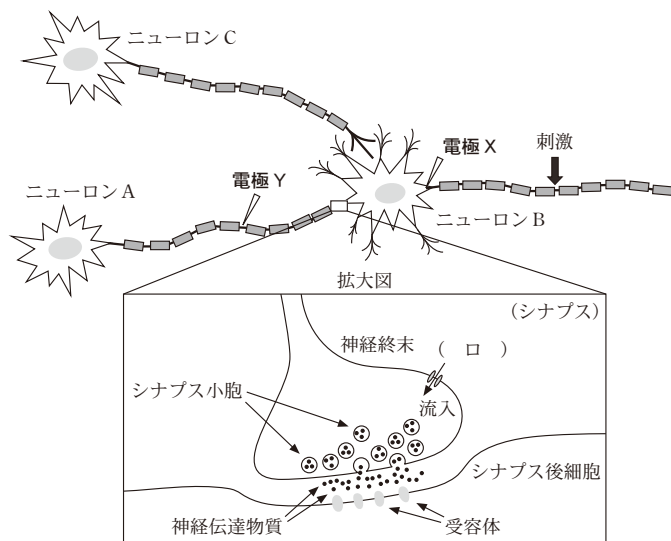 ニューロンC
刺激
電極X
電極Y
ニューロンA
ニューロンB
拡大図
(シナプス)
神経終末
( ロ )
シナプス小胞
流入
シナプス後細胞
神経伝達物質
受容体